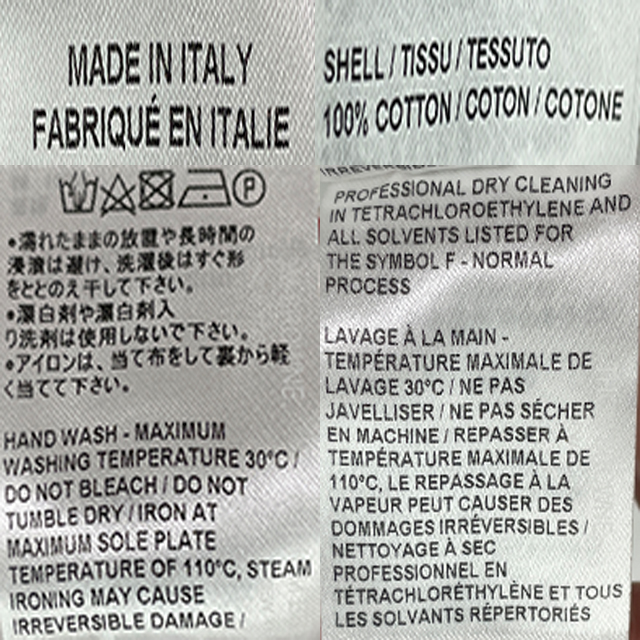 MADE IN ITALY
FABRIQUÉ EN ITALIE
SHELL / TISSU / TESSUTO
100% COTTON / COTON / COTONE
P
•濡れたままの放置や長時間の
浸漬は避け、洗濯後はすぐ形
をととのえ干して下さい。
•漂白剤や漂白剤入
り洗剤は使用しないで下さい。
•アイロンは、当て布をして裏から軽
く当てて下さい。
HAND WASH - MAXIMUM
WASHING TEMPERATURE 30°C /
DO NOT BLEACH / DO NOT
TUMBLE DRY / IRON AT
MAXIMUM SOLE PLATE
TEMPERATURE OF 110°C, STEAM
IRONING MAY CAUSE
IRREVERSIBLE DAMAGE /
PROFESSIONAL DRY CLEANING
IN TETRACHLOROETHYLENE AND
ALL SOLVENTS LISTED FOR
THE SYMBOL F - NORMAL
PROCESS
LAVAGE À LA MAIN -
TEMPÉRATURE MAXIMALE DE
LAVAGE 30°C / NE PAS
JAVELLISER / NE PAS SÉCHER
EN MACHINE / REPASSER À
TEMPÉRATURE MAXIMALE DE
110°C, LE REPASSAGE À LA
VAPEUR PEUT CAUSER DES
DOMMAGES IRRÉVERSIBLES /
NETTOYAGE À SEC
PROFESSIONNEL EN
TÉTRACHLORÉTHYLÈNE ET TOUS
LES SOLVANTS RÉPERTORIÉS